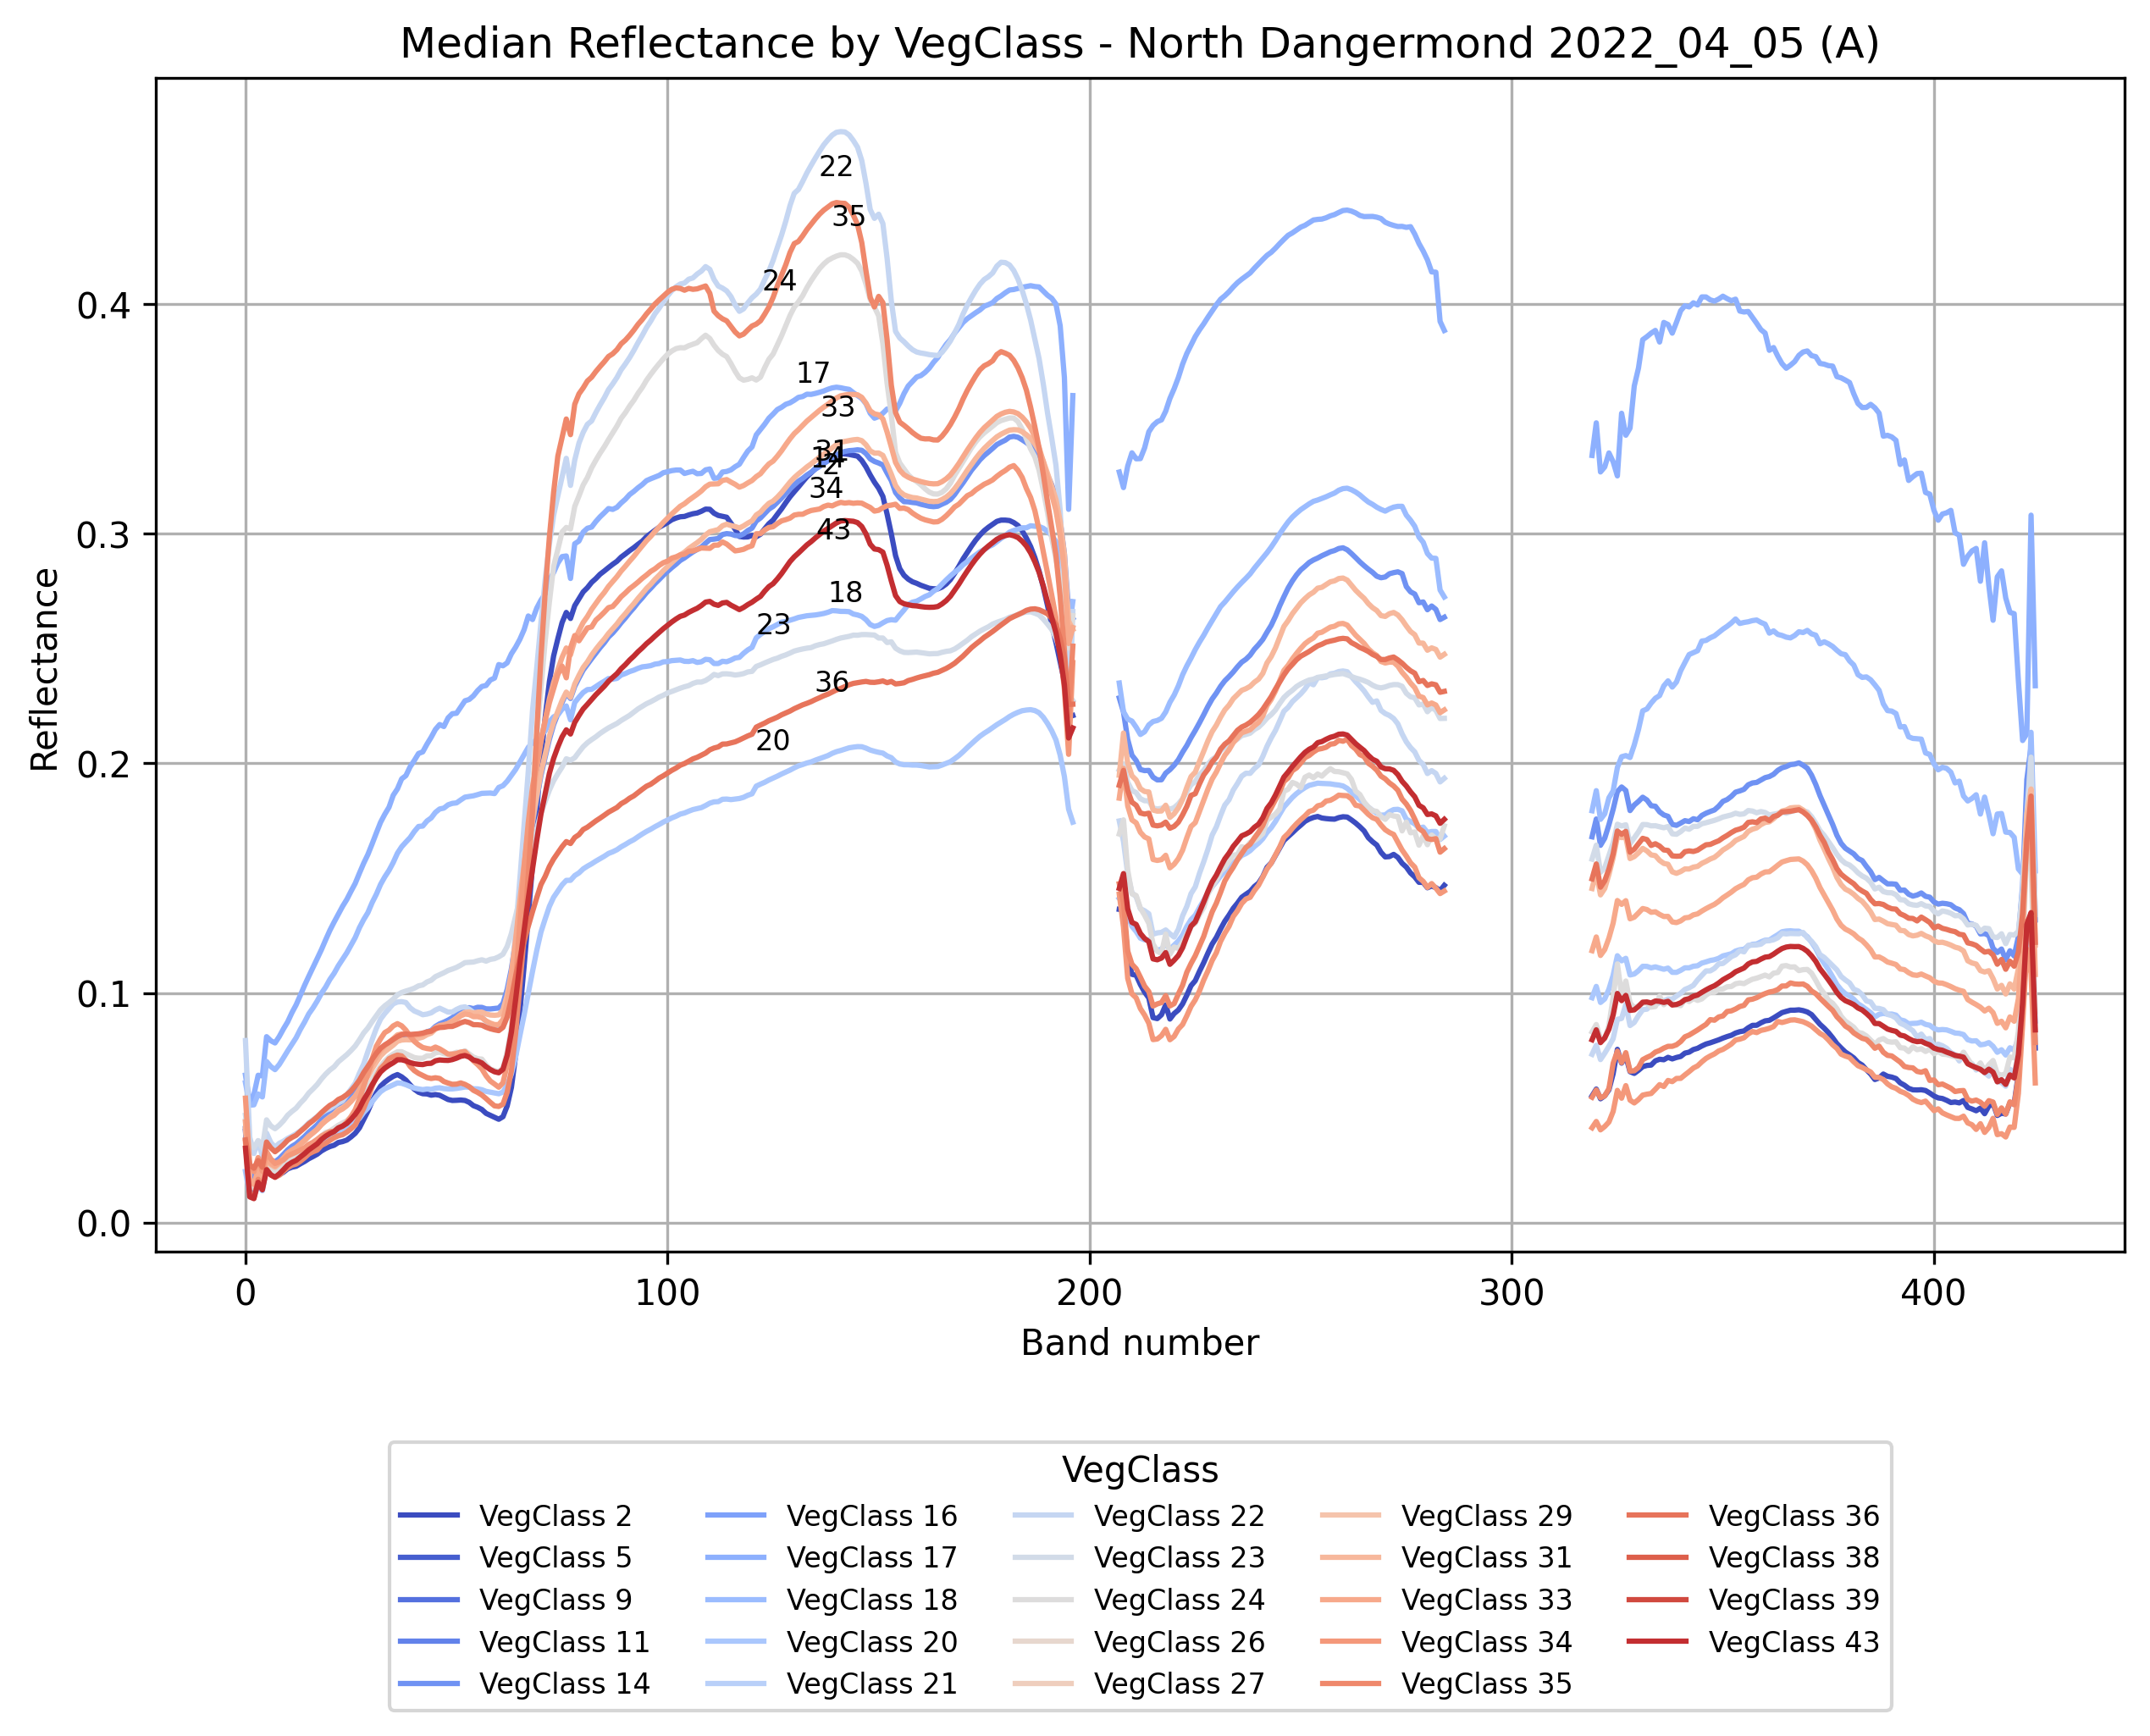 Median Reflectance by VegClass - North Dangermond 2022_04_05 (A)
Reflectance
0.4
0.3
0.2
0.1
0.0
22
35
24
17
33
31
14
2
34
43
18
23
36
20
0 100 200 300 400
Band number
VegClass
VegClass 2 VegClass 16 VegClass 22 VegClass 29 VegClass 36
VegClass 5 VegClass 17 VegClass 23 VegClass 31 VegClass 38
VegClass 9 VegClass 18 VegClass 24 VegClass 33 VegClass 39
VegClass 11 VegClass 20 VegClass 26 VegClass 34 VegClass 43
VegClass 14 VegClass 21 VegClass 27 VegClass 35